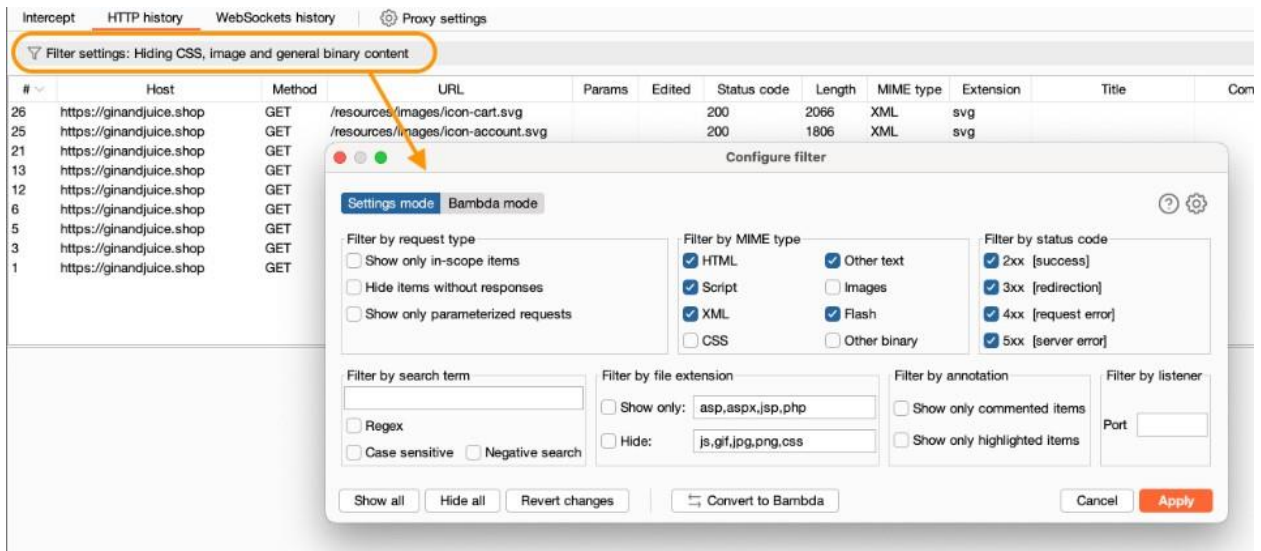 Intercept HTTP history WebSockets history Proxy settings
Filter settings: Hiding CSS, image and general binary content
# Host Method URL Params Edited Status code Length MIME type Extension Title Com
26 https://ginandjuice.shop GET /resources/images/icon-cart.svg 200 2066 XML svg
25 https://ginandjuice.shop GET /resources/images/icon-account.svg 200 1806 XML svg
21 https://ginandjuice.shop GET
13 https://ginandjuice.shop GET
12 https://ginandjuice.shop GET
6 https://ginandjuice.shop GET
5 https://ginandjuice.shop GET
3 https://ginandjuice.shop GET
1 https://ginandjuice.shop GET
Configure filter
Settings mode Bambda mode
Filter by request type
Show only in-scope items
Hide items without responses
Show only parameterized requests
Filter by MIME type
HTML Other text
Script Images
XML Flash
CSS Other binary
Filter by status code
2xx [success]
3xx [redirection]
4xx [request error]
5xx [server error]
Filter by search term
Regex
Case sensitive Negative search
Filter by file extension
Show only: asp,aspx,jsp,php
Hide: js,gif,jpg,png,css
Filter by annotation
Show only commented items
Show only highlighted items
Filter by listener
Port
Show all Hide all Revert changes Convert to Bambda Cancel Apply